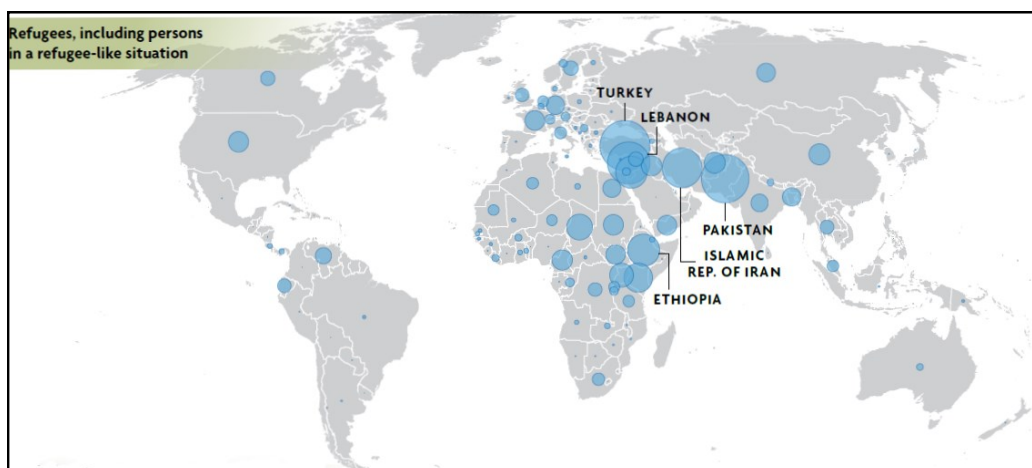 Refugees, including persons
in a refugee-like situation
TURKEY
LEBANON
PAKISTAN
ISLAMIC
REP. OF IRAN
ETHIOPIA